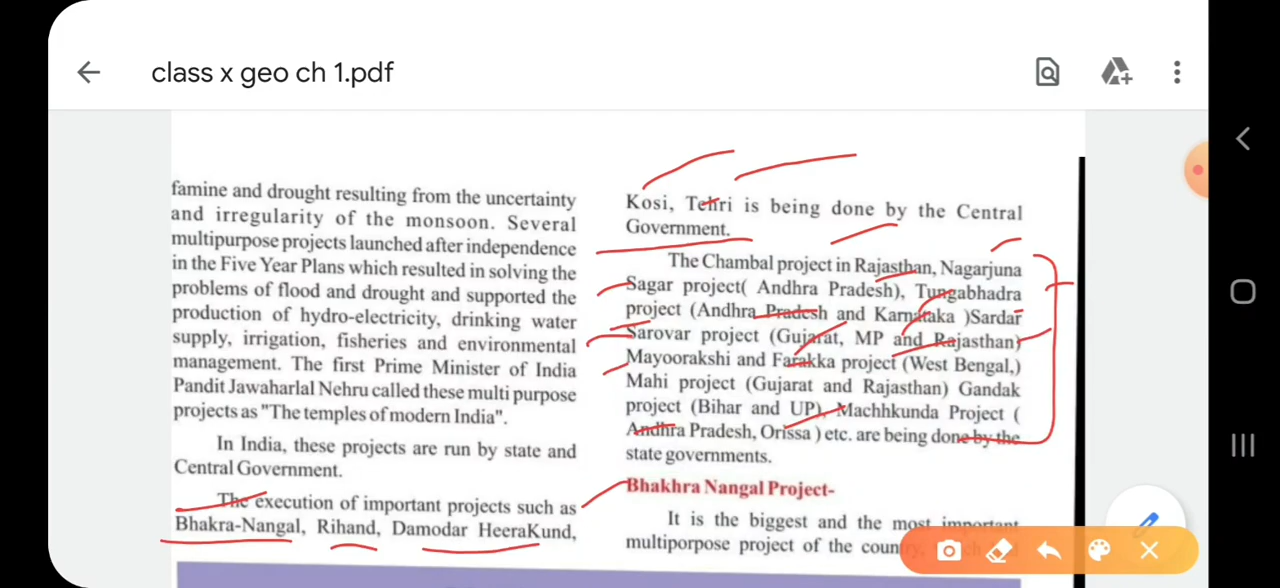 class x geo ch 1.pdf
famine and drought resulting from the uncertainty
and irregularity of the monsoon. Several
multipurpose projects launched after independence
in the Five Year Plans which resulted in solving the
problems of flood and drought and supported the
production of hydro-electricity, drinking water
supply, irrigation, fisheries and environmental
management. The first Prime Minister of India
Pandit Jawaharlal Nehru called these multi purpose
projects as "The temples of modern India".
In India, these projects are run by state and
Central Government.
The execution of important projects such as
Bhakra-Nangal, Rihand, Damodar HeeraKund,
Kosi, Tehri is being done by the Central
Government.
The Chambal project in Rajasthan, Nagarjuna
Sagar project( Andhra Pradesh), Tungabhadra
project (Andhra Pradesh and Karnataka )Sardar
Sarovar project (Gujarat, MP and Rajasthan)
Mayoorakshi and Farakka project (West Bengal,)
Mahi project (Gujarat and Rajasthan) Gandak
project (Bihar and UP), Machhkunda Project (
Andhra Pradesh, Orissa ) etc. are being done by the
state governments.
Bhakhra Nangal Project-
It is the biggest and the most important
multiporpose project of the country,